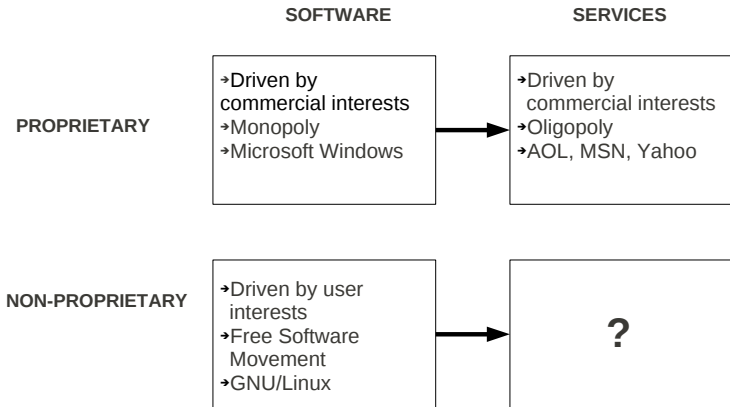 SOFTWARE
SERVICES
PROPRIETARY
➔Driven by
commercial interests
➔Monopoly
➔Microsoft Windows
➔Driven by
commercial interests
➔Oligopoly
➔AOL, MSN, Yahoo
NON-PROPRIETARY
➔Driven by user
interests
➔Free Software
Movement
➔GNU/Linux
?